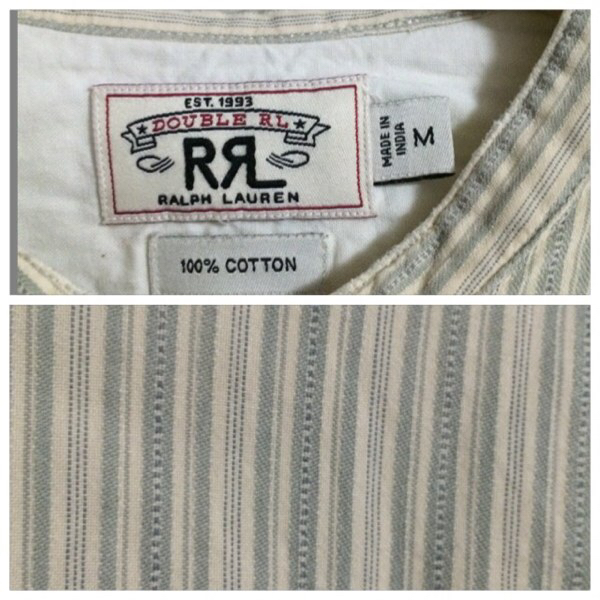 EST. 1993
DOUBLE RL
RRL
RALPH LAUREN
MADE IN
INDIA
M
100% COTTON